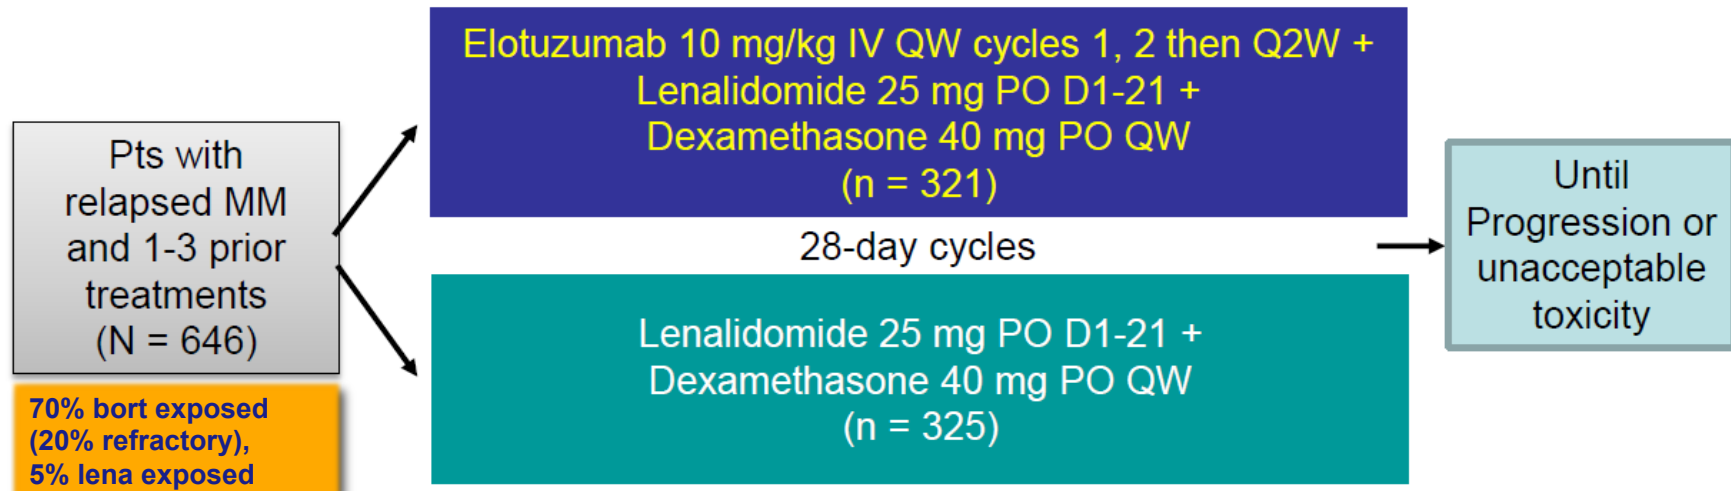 Pts with
relapsed MM
and 1-3 prior
treatments
(N = 646)
70% bort exposed
(20% refractory),
5% lena exposed
Elotuzumab 10 mg/kg IV QW cycles 1, 2 then Q2W +
Lenalidomide 25 mg PO D1-21 +
Dexamethasone 40 mg PO QW
(n = 321)
28-day cycles
Lenalidomide 25 mg PO D1-21 +
Dexamethasone 40 mg PO QW
(n = 325)
Until
Progression or
unacceptable
toxicity